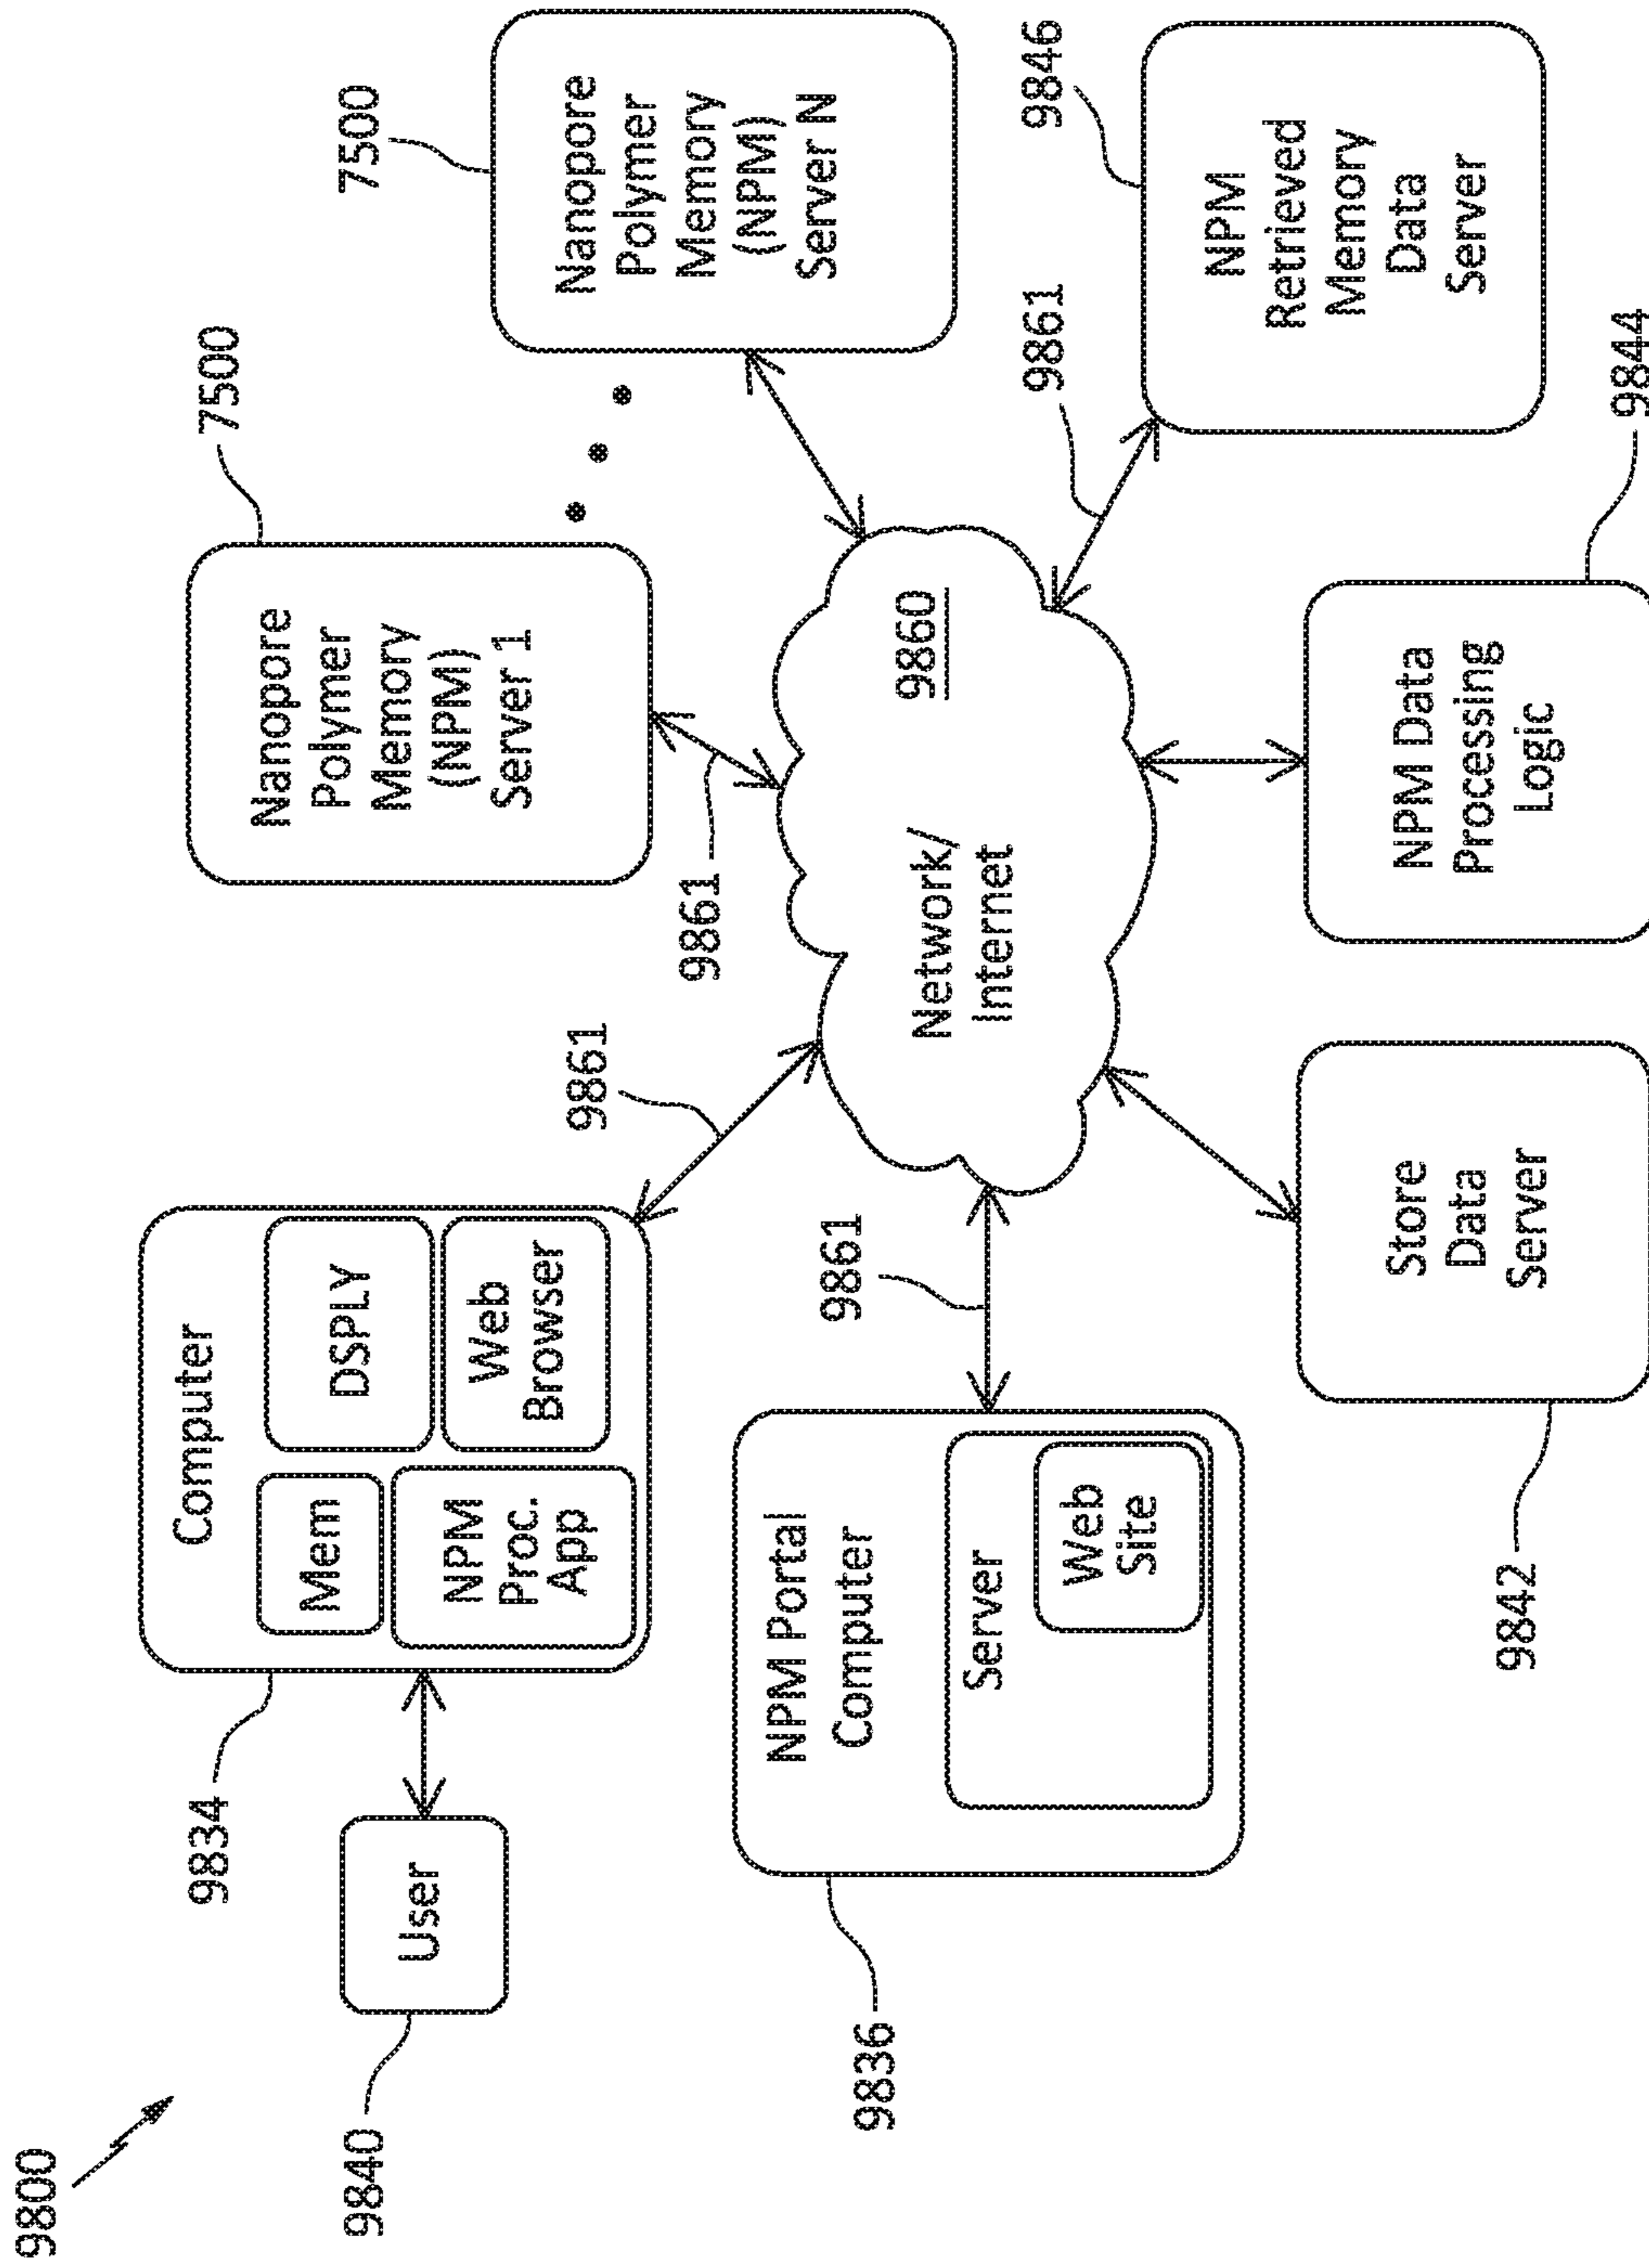 9800
9840
User
9834
Computer
Mem
DSPLY
NPM
Proc.
App
Web
Browser
9861
7500
Nanopore
Polymer
Memory
(NPM)
Server 1
9861
7500
Nanopore
Polymer
Memory
(NPM)
Server N
9836
NPM Portal
Computer
Server
Web
Site
9861
Network/
Internet
9860
9861
9846
NPM
Retrieved
Memory
Data
Server
9842
Store
Data
Server
NPM Data
Processing
Logic
9844